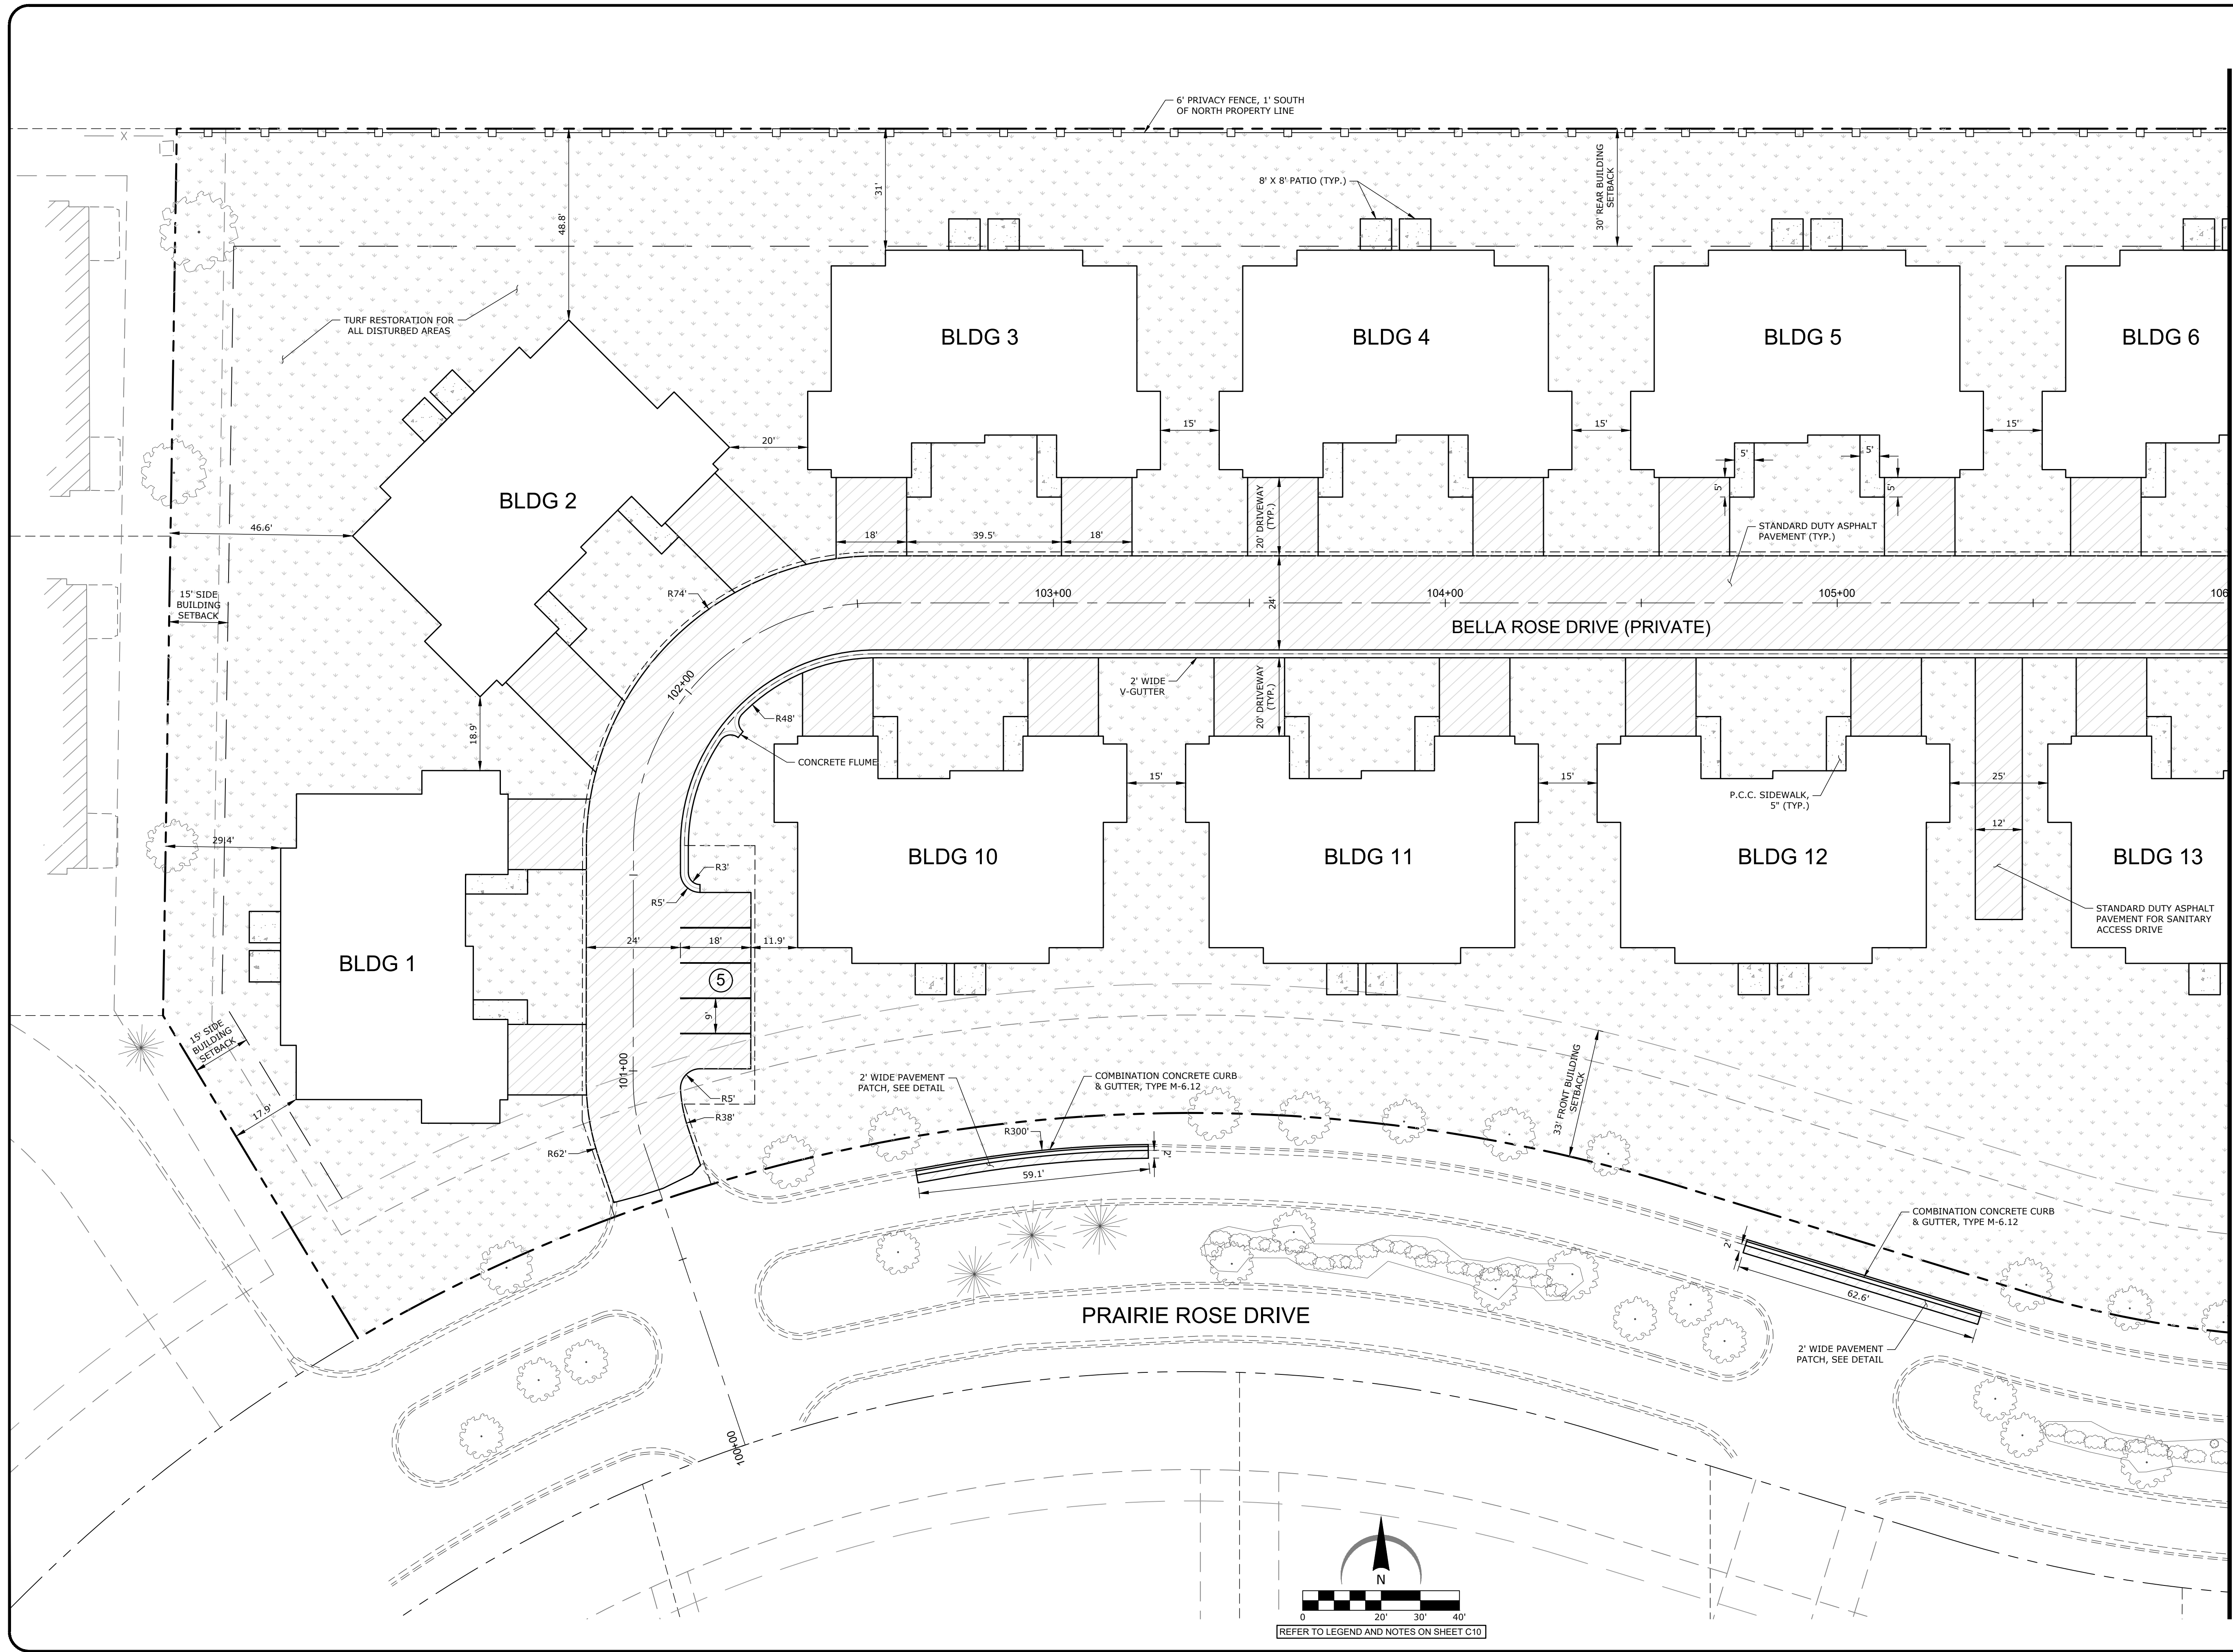 6' PRIVACY FENCE, 1' SOUTH
OF NORTH PROPERTY LINE
X
48.8'
31'
8' X 8' PATIO (TYP.)
30' REAR BUILDING
SETBACK
TURF RESTORATION FOR
ALL DISTURBED AREAS
BLDG 3
BLDG 4
BLDG 5
BLDG 6
20'
15'
15'
15'
BLDG 2
5'
5'
5'
5'
46.6'
18'
39.5'
18'
20' DRIVEWAY
(TYP.)
STANDARD DUTY ASPHALT
PAVEMENT (TYP.)
15' SIDE
BUILDING
SETBACK
R74'
103+00
24'
104+00
105+00
106
BELLA ROSE DRIVE (PRIVATE)
102+00
2' WIDE
V-GUTTER
20' DRIVEWAY
(TYP.)
R48'
18.9'
CONCRETE FLUME
15'
15'
25'
P.C.C. SIDEWALK,
5" (TYP.)
12'
29.4'
BLDG 10
BLDG 11
BLDG 12
BLDG 13
R3'
R5'
STANDARD DUTY ASPHALT
PAVEMENT FOR SANITARY
ACCESS DRIVE
24'
18'
11.9'
BLDG 1
5
9'
15' SIDE
BUILDING
SETBACK
101+00
2' WIDE PAVEMENT
PATCH, SEE DETAIL
COMBINATION CONCRETE CURB
& GUTTER, TYPE M-6.12
33' FRONT BUILDING
SETBACK
17.9'
R5'
R38'
R300'
R62'
2'
59.1'
COMBINATION CONCRETE CURB
& GUTTER, TYPE M-6.12
2'
62.6'
PRAIRIE ROSE DRIVE
2' WIDE PAVEMENT
PATCH, SEE DETAIL
100+00
N
0 20' 30' 40'
REFER TO LEGEND AND NOTES ON SHEET C10